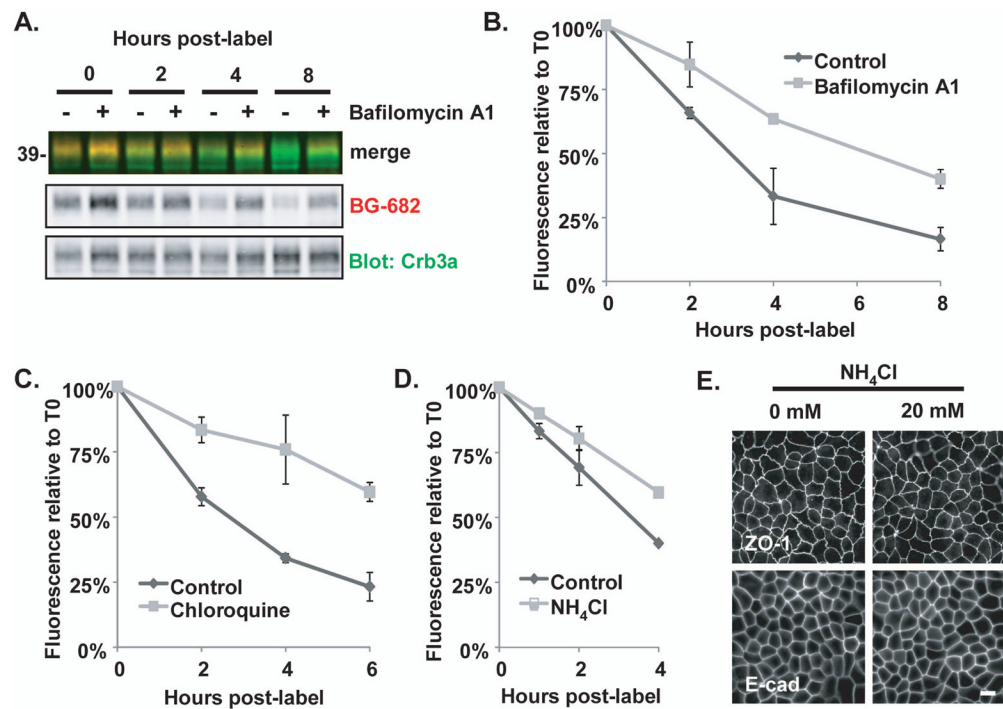 A.
Hours post-label
0 2 4 8
- + - + - + - + Bafilomycin A1
39- merge
BG-682
Blot: Crb3a
B.
Fluorescence relative to T0
100%
75%
50%
25%
0%
Control
Bafilomycin A1
0 2 4 6 8
Hours post-label
C.
Fluorescence relative to T0
100%
75%
50%
25%
0%
Control
Chloroquine
0 2 4 6
Hours post-label
D.
Fluorescence relative to T0
100%
75%
50%
25%
0%
Control
NH₄Cl
0 2 4
Hours post-label
E.
NH₄Cl
0 mM 20 mM
ZO-1
E-cad